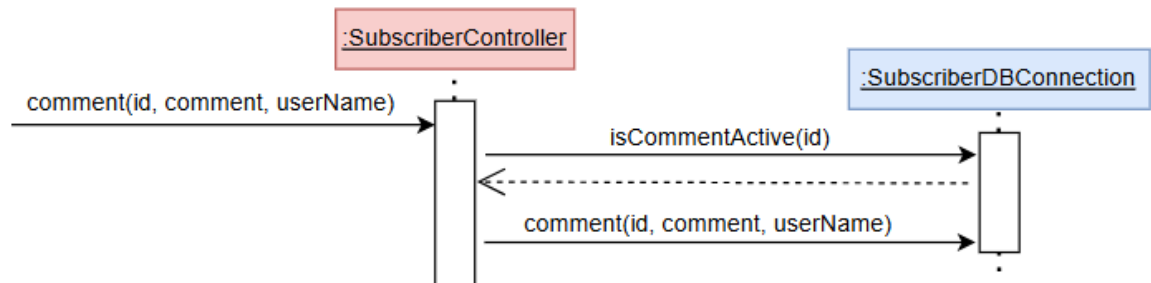 :SubscriberController
:SubscriberDBConnection
comment(id, comment, userName)
isCommentActive(id)
comment(id, comment, userName)